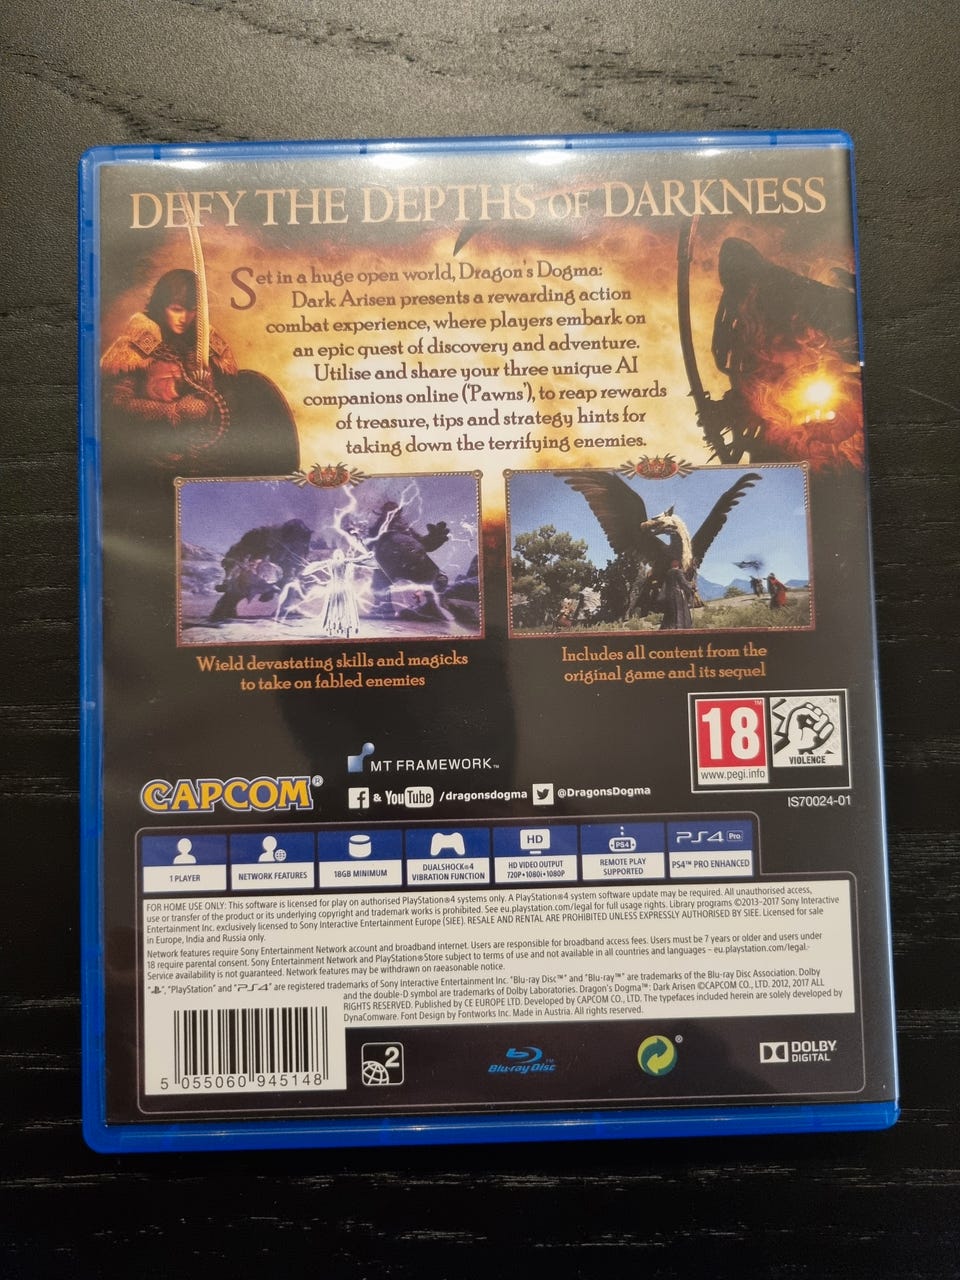 DEFY THE DEPTHS OF DARKNESS
Set in a huge open world, Dragon's Dogma:
Dark Arisen presents a rewarding action
combat experience, where players embark on
an epic quest of discovery and adventure.
Utilise and share your three unique AI
companions online ('Pawns'), to reap rewards
of treasure, tips and strategy hints for
taking down the terrifying enemies.
Wield devastating skills and magicks
to take on fabled enemies
Includes all content from the
original game and its sequel
18
www.pegi.info
VIOLENCE
IS70024-01
MT FRAMEWORK™
CAPCOM®
& YouTube /dragonsdogma @DragonsDogma
1 PLAYER
NETWORK FEATURES
18GB MINIMUM
DUALSHOCK®4
VIBRATION FUNCTION
HD
HD VIDEO OUTPUT
720P•1080i•1080P
PS4
REMOTE PLAY
SUPPORTED
PS4 Pro
PS4™ PRO ENHANCED
FOR HOME USE ONLY: This software is licensed for play on authorised PlayStation®4 systems only. A PlayStation®4 system software update may be required. All unauthorised access,
use or transfer of the product or its underlying copyright and trademark works is prohibited. See eu.playstation.com/legal for full usage rights. Library programs ©2013-2017 Sony Interactive
Entertainment Inc. exclusively licensed to Sony Interactive Entertainment Europe (SIEE). RESALE AND RENTAL ARE PROHIBITED UNLESS EXPRESSLY AUTHORISED BY SIEE. Licensed for sale
in Europe, India and Russia only.
Network features require Sony Entertainment Network account and broadband internet. Users are responsible for broadband access fees. Users must be 7 years or older and users under
18 require parental consent. Sony Entertainment Network and PlayStation®Store subject to terms of use and not available in all countries and languages – eu.playstation.com/legal.
Service availability is not guaranteed. Network features may be withdrawn on raeasonable notice.
"PlayStation" and "PS4" are registered trademarks of Sony Interactive Entertainment Inc. "Blu-ray Disc™" and "Blu-ray™" are trademarks of the Blu-ray Disc Association. Dolby
and the double-D symbol are trademarks of Dolby Laboratories. Dragon's Dogma™: Dark Arisen ©CAPCOM CO., LTD. 2012, 2017 ALL
RIGHTS RESERVED. Published by CE EUROPE LTD. Developed by CAPCOM CO., LTD. The typefaces included herein are solely developed by
DynaComware. Font Design by Fontworks Inc. Made in Austria. All rights reserved.
5 055060 945148
2
Blu-ray Disc™
®
DOLBY
DIGITAL